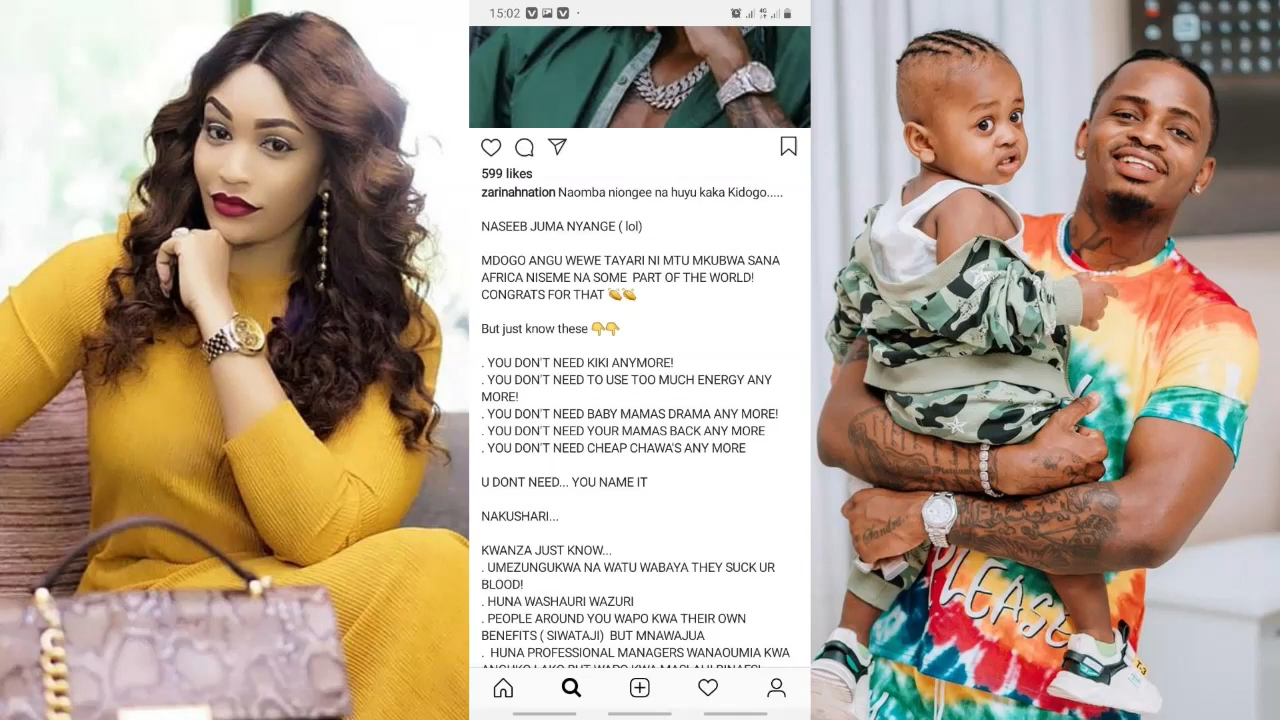 15:02
4G
599 likes
zarinahnation Naomba niongee na huyu kaka Kidogo.....
NASEEB JUMA NYANGE ( lol)
MDOGO ANGU WEWE TAYARI NI MTU MKUBWA SANA
AFRICA NISEME NA SOME PART OF THE WORLD!
CONGRATS FOR THAT 👏👏
But just know these 👇👇
. YOU DON'T NEED KIKI ANYMORE!
. YOU DON'T NEED TO USE TOO MUCH ENERGY ANY
MORE!
. YOU DON'T NEED BABY MAMAS DRAMA ANY MORE!
. YOU DON'T NEED YOUR MAMAS BACK ANY MORE
. YOU DON'T NEED CHEAP CHAWA'S ANY MORE
U DONT NEED... YOU NAME IT
NAKUSHARI...
KWANZA JUST KNOW...
. UMEZUNGUKWA NA WATU WABAYA THEY SUCK UR
BLOOD!
. HUNA WASHAURI WAZURI
. PEOPLE AROUND YOU WAPO KWA THEIR OWN
BENEFITS ( SIWATAJI) BUT MNAWAJUA
. HUNA PROFESSIONAL MANAGERS WANAOUMIA KWA
PLEASE